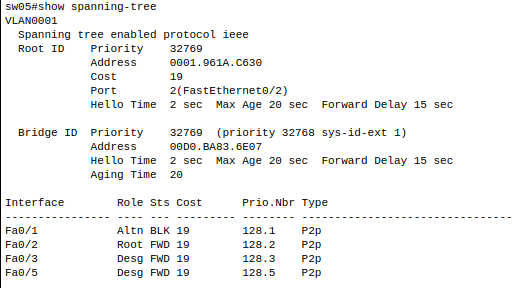 sw05#show spanning-tree
VLAN0001
  Spanning tree enabled protocol ieee
  Root ID    Priority    32769
             Address     0001.961A.C630
             Cost        19
             Port        2(FastEthernet0/2)
             Hello Time  2 sec  Max Age 20 sec  Forward Delay 15 sec

  Bridge ID  Priority    32769  (priority 32768 sys-id-ext 1)
             Address     00D0.BA83.6E07
             Hello Time  2 sec  Max Age 20 sec  Forward Delay 15 sec
             Aging Time  20

Interface        Role Sts Cost      Prio.Nbr Type
---------------- ---- --- --------- -------- --------------------------------
Fa0/1            Altn BLK 19        128.1    P2p
Fa0/2            Root FWD 19        128.2    P2p
Fa0/3            Desg FWD 19        128.3    P2p
Fa0/5            Desg FWD 19        128.5    P2p